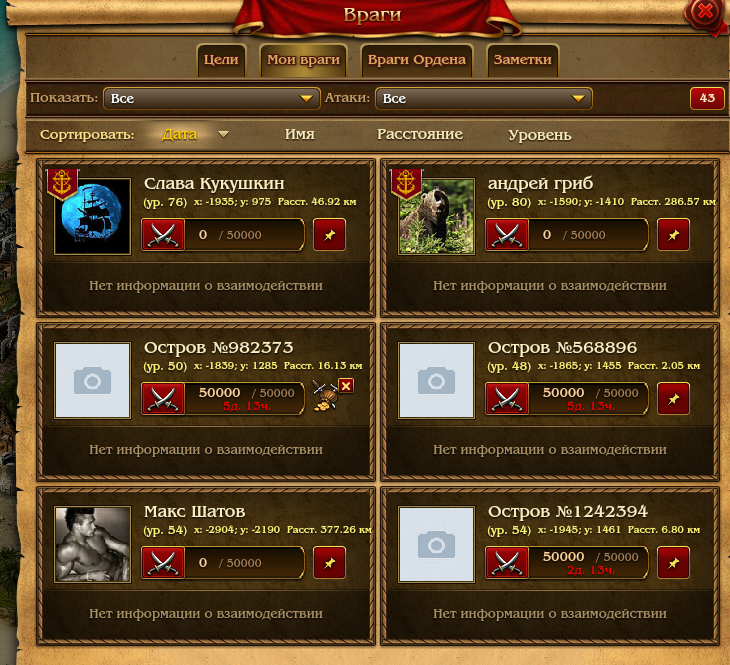 Враги
Цели Мои враги Враги Ордена Заметки
Показать: Все Атаки: Все 43
Сортировать: Дата Имя Расстояние Уровень
Слава Кукушкин
(ур. 76) x: -1935; y: 975 Расст. 46.92 км
0 / 50000
Нет информации о взаимодействии
андрей гриб
(ур. 80) x: -1590; y: -1410 Расст. 286.57 км
0 / 50000
Нет информации о взаимодействии
Остров №982373
(ур. 50) x: -1839; y: 1285 Расст. 16.13 км
50000 / 50000
5д. 13ч.
Нет информации о взаимодействии
Остров №568896
(ур. 48) x: -1865; y: 1455 Расст. 2.05 км
50000 / 50000
5д. 13ч.
Нет информации о взаимодействии
Макс Шатов
(ур. 54) x: -2904; y: -2190 Расст. 377.26 км
0 / 50000
Нет информации о взаимодействии
Остров №1242394
(ур. 54) x: -1945; y: 1461 Расст. 6.80 км
50000 / 50000
2д. 13ч.
Нет информации о взаимодействии